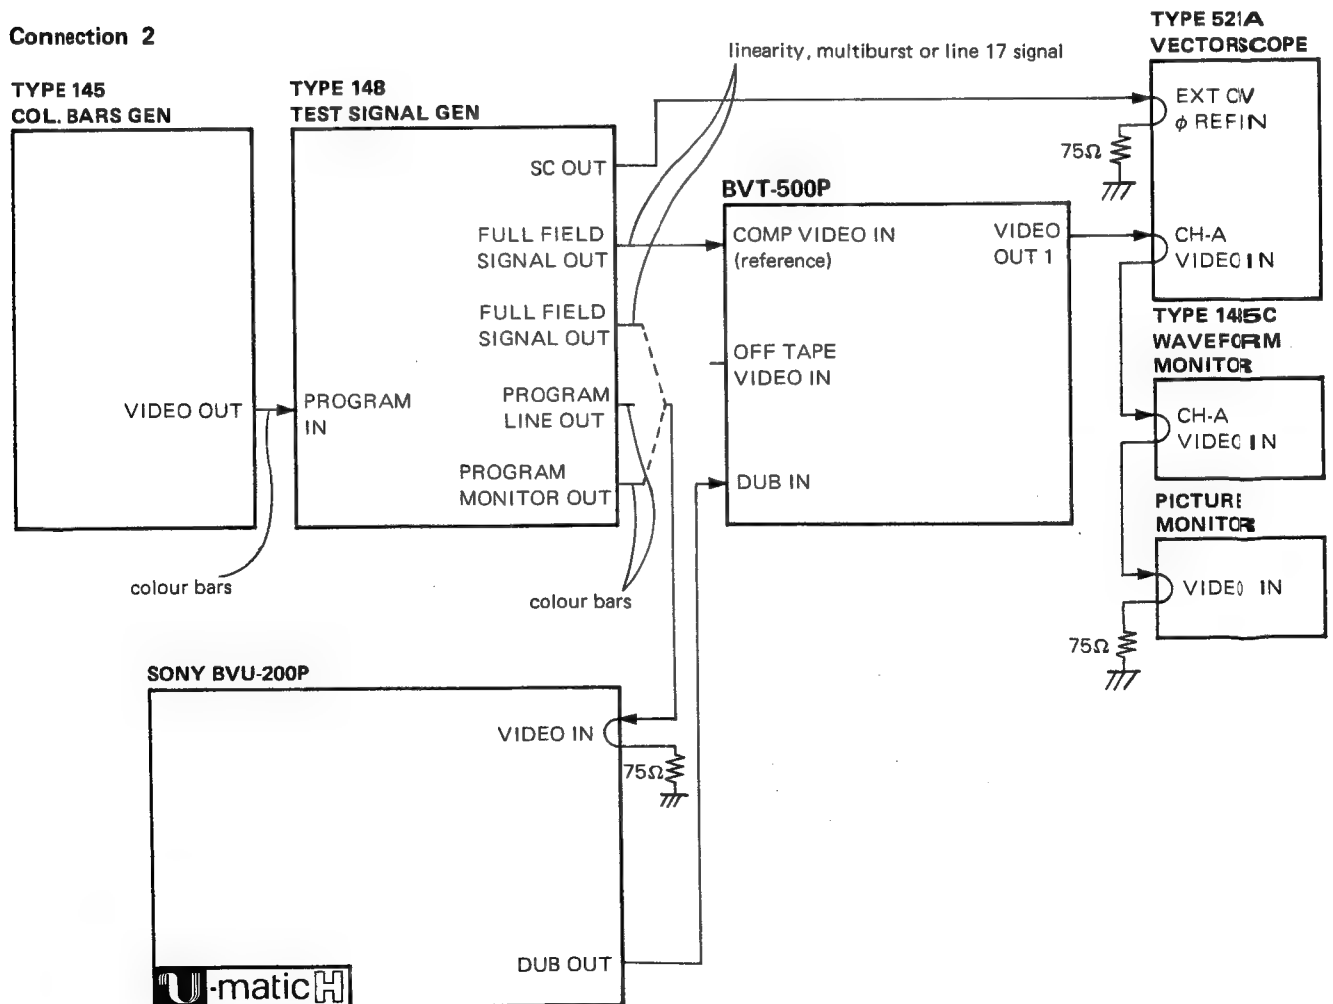 Connection 2
TYPE 145
COL. BARS GEN
VIDEO OUT
colour bars
TYPE 148
TEST SIGNAL GEN
SC OUT
FULL FIELD
SIGNAL OUT
FULL FIELD
SIGNAL OUT
PROGRAM
IN
PROGRAM
LINE OUT
PROGRAM
MONITOR OUT
colour bars
linearity, multiburst or line 17 signal
BVT-500P
COMP VIDEO IN
(reference)
VIDEO
OUT 1
OFF TAPE
VIDEO IN
DUB IN
TYPE 521A
VECTORSCOPE
EXT CW
φ REF IN
75Ω
CH-A
VIDEO IN
TYPE 1485C
WAVEFORM
MONITOR
CH-A
VIDEO IN
PICTURE
MONITOR
VIDEO IN
75Ω
SONY BVU-200P
VIDEO IN
75Ω
DUB OUT
U-matic H